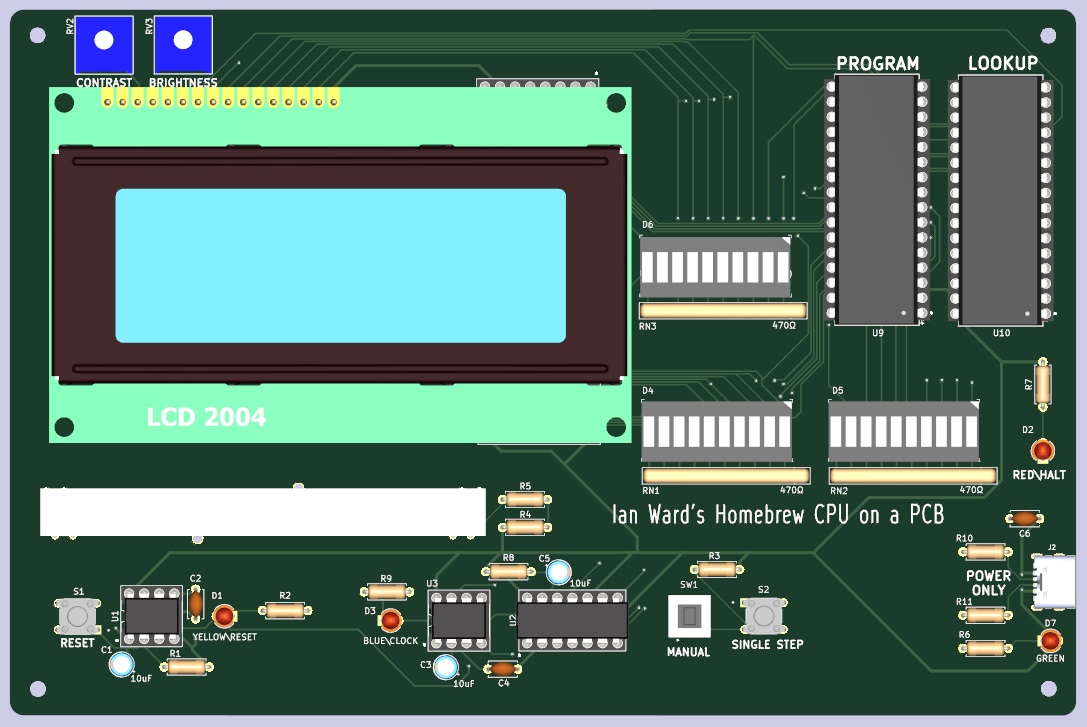 RV2
RV3
CONTRAST
BRIGHTNESS
PROGRAM
LOOKUP
D6
RN3
470Ω
U9
U10
LCD 2004
D4
D5
RN1
470Ω
RN2
470Ω
R7
D2
RED\HALT
Ian Ward's Homebrew CPU on a PCB
R5
R4
C6
R10
J2
POWER
ONLY
R11
R6
D7
GREEN
R8
C5
10uF
R3
SW1
S2
MANUAL
SINGLE STEP
S1
RESET
U1
C2
D1
R2
YELLOW\RESET
C1
10uF
R1
R9
D3
BLUE\CLOCK
U3
U2
C3
10uF
C4